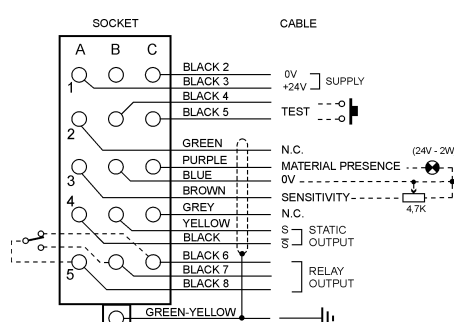 SOCKET CABLE
A B C
BLACK 2 0V
1 BLACK 3 +24V SUPPLY
BLACK 4
BLACK 5 TEST
2
GREEN N.C. (24V - 2W
PURPLE MATERIAL PRESENCE
3 BLUE 0V
BROWN SENSITIVITY
4 GREY N.C. 4,7K
YELLOW S STATIC
BLACK S̅ OUTPUT
BLACK 6
5 BLACK 7 RELAY
BLACK 8 OUTPUT
GREEN-YELLOW